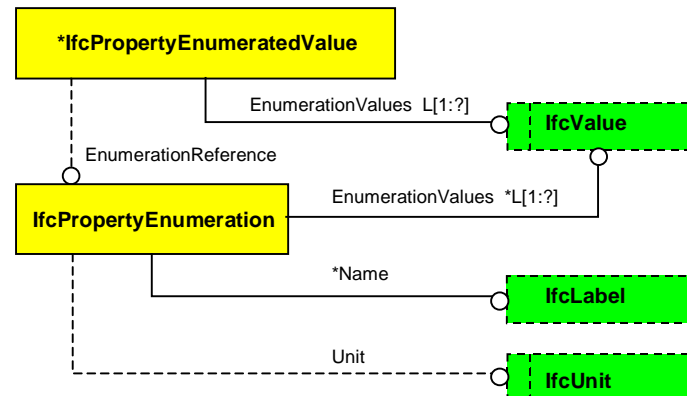 *IfcPropertyEnumeratedValue
EnumerationValues L[1:?]
IfcValue
EnumerationReference
IfcPropertyEnumeration
EnumerationValues *L[1:?]
*Name
IfcLabel
Unit
IfcUnit